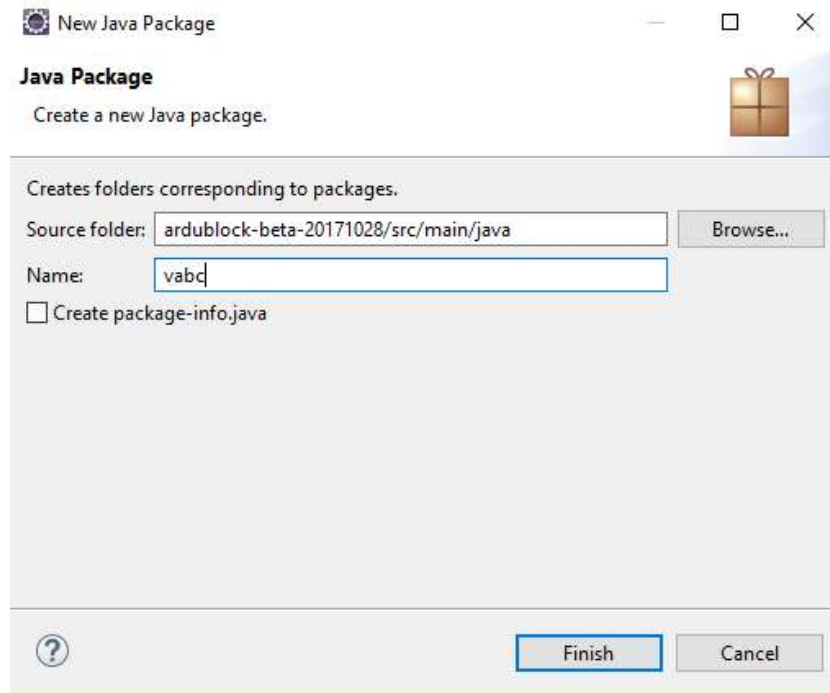 New Java Package
Java Package
Create a new Java package.
Creates folders corresponding to packages.
Source folder: ardublock-beta-20171028/src/main/java Browse...
Name: vabc
Create package-info.java
? Finish Cancel